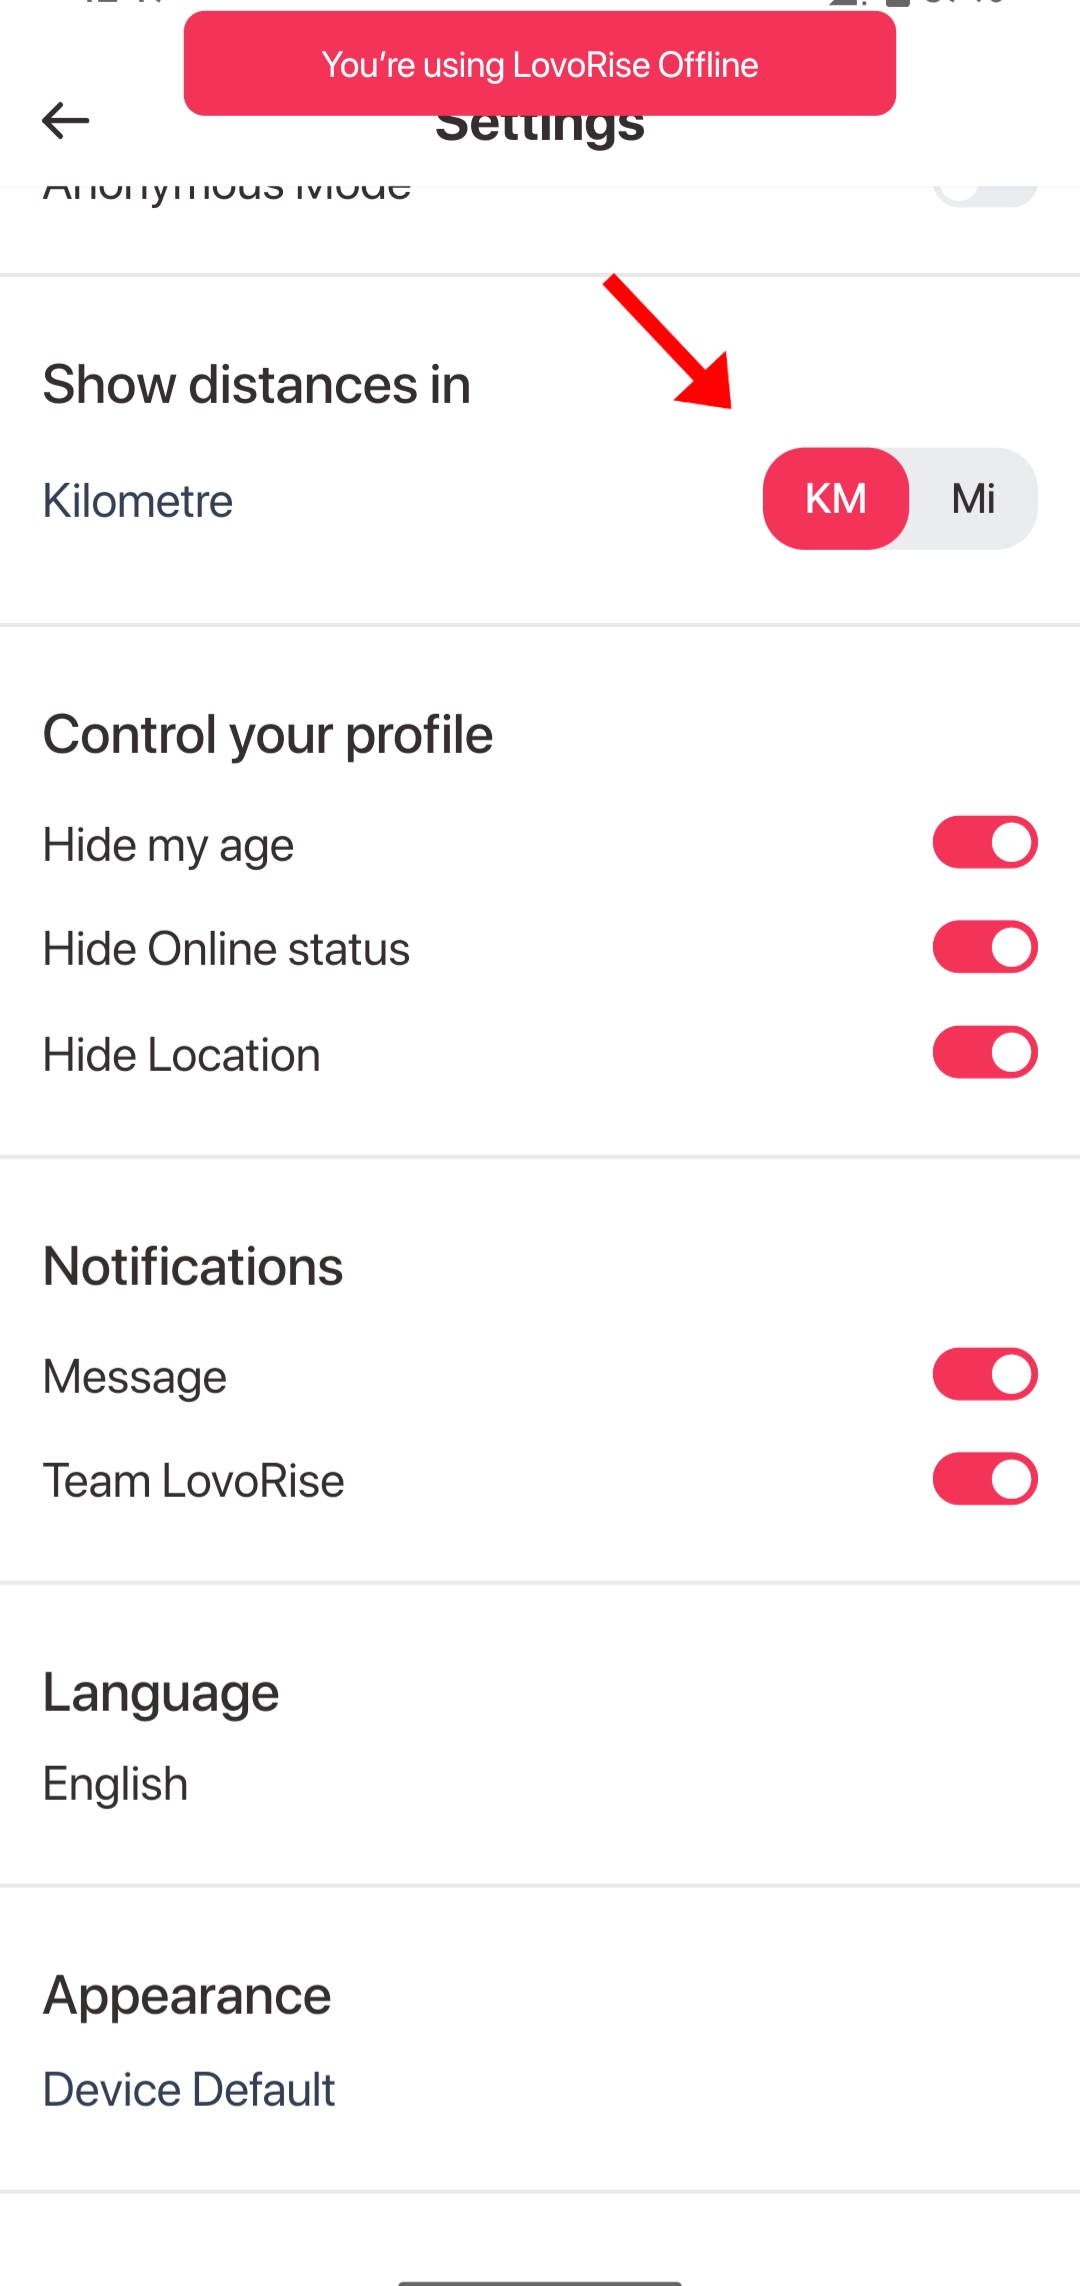 You're using LovoRise Offline
Settings
Anonymous Mode
Show distances in
Kilometre
KM
Mi
Control your profile
Hide my age
Hide Online status
Hide Location
Notifications
Message
Team LovoRise
Language
English
Appearance
Device Default